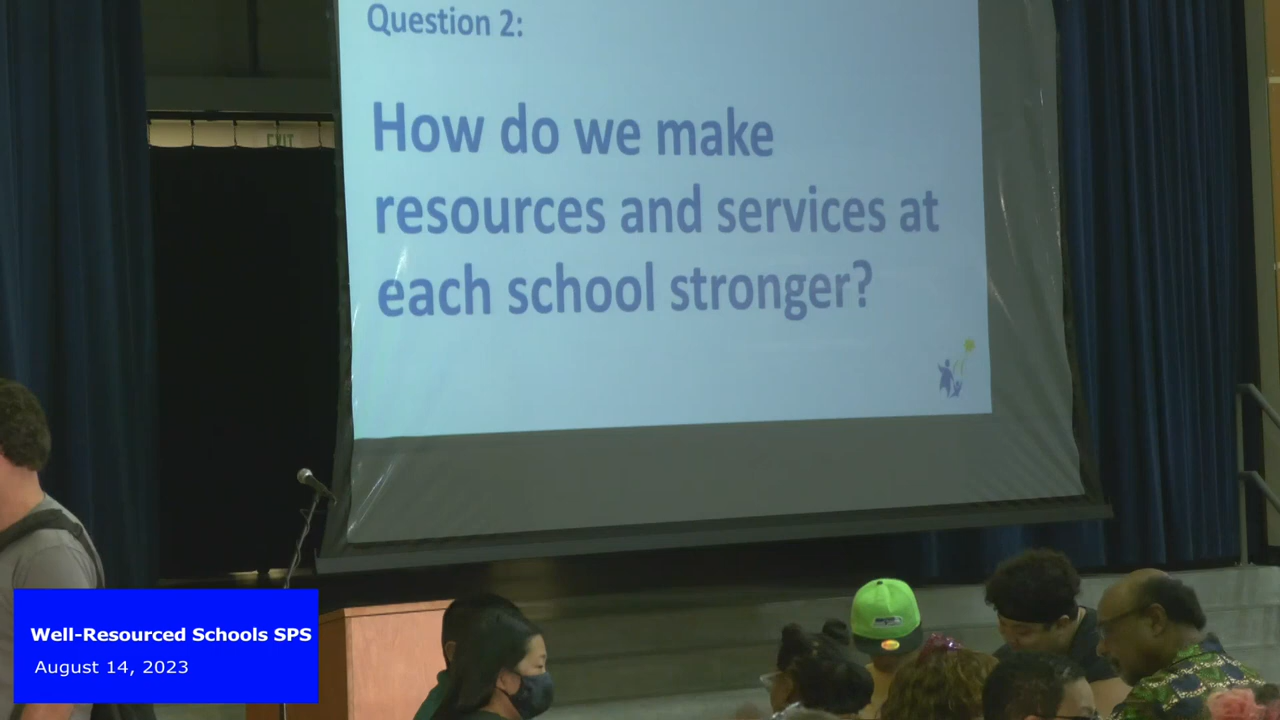 Question 2:
How do we make
resources and services at
each school stronger?
EXIT
Well-Resourced Schools SPS
August 14, 2023